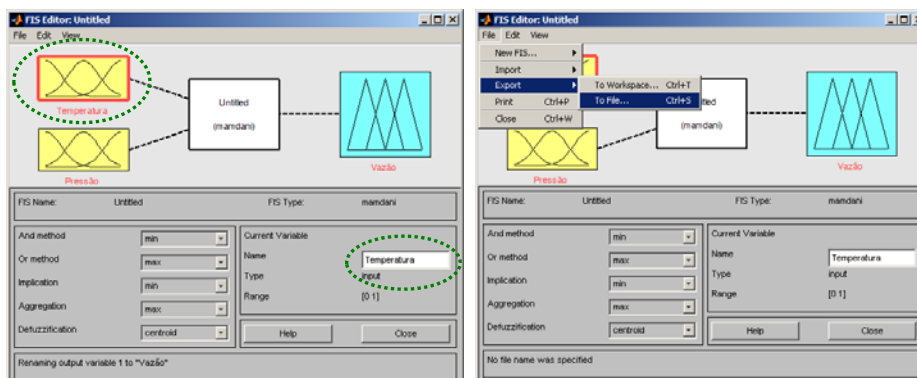 FIS Editor: Untitled
File Edit View
Temperatura
Untitled
(mamdani)
Pressão
Vazão
FIS Name: Untitled FIS Type: mamdani
And method min
Or method max
Implication min
Aggregation max
Defuzzification centroid
Current Variable
Name Temperatura
Type input
Range [0 1]
Help Close
Renaming output variable 1 to "Vazão"
FIS Editor: Untitled
File Edit View
New FIS...
Import
Export
Print Ctrl+P
Close Ctrl+W
To Workspace... Ctrl+T
To File... Ctrl+S
itled
(mamdani)
Pressão
Vazão
FIS Name: Untitled FIS Type: mamdani
And method min
Or method max
Implication min
Aggregation max
Defuzzification centroid
Current Variable
Name Temperatura
Type input
Range [0 1]
Help Close
No file name was specified